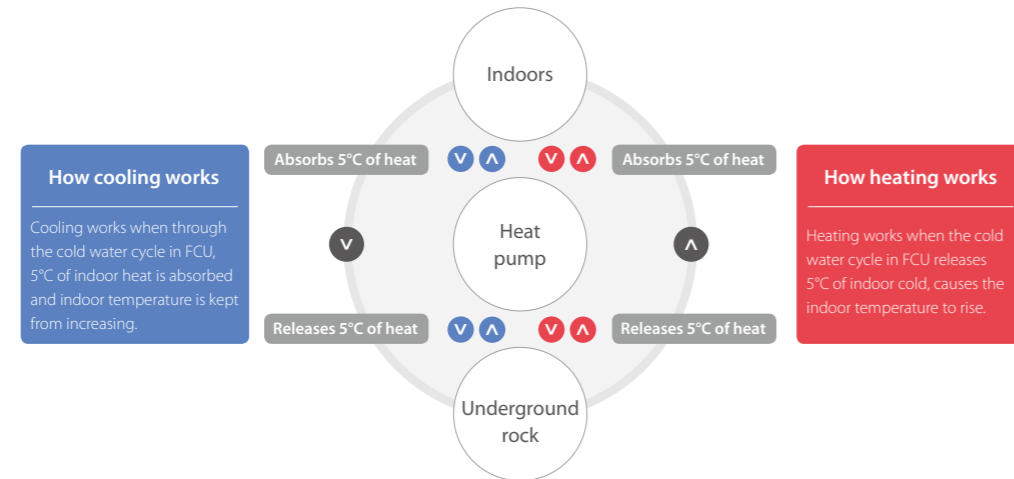 Indoors
How cooling works
Cooling works when through
the cold water cycle in FCU,
5°C of indoor heat is absorbed
and indoor temperature is kept
from increasing.
Absorbs 5°C of heat
Absorbs 5°C of heat
Heat
pump
Releases 5°C of heat
Releases 5°C of heat
How heating works
Heating works when the cold
water cycle in FCU releases
5°C of indoor cold, causes the
indoor temperature to rise.
Underground
rock